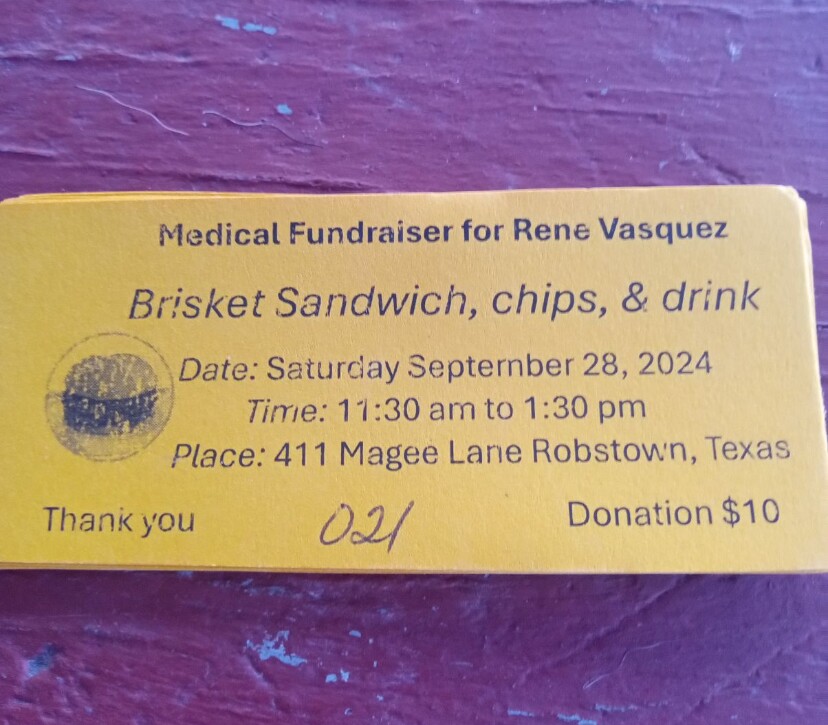 Medical Fundraiser for Rene Vasquez
Brisket Sandwich, chips, & drink
Date: Saturday September 28, 2024
Time: 11:30 am to 1:30 pm
Place: 411 Magee Lane Robstown, Texas
Thank you 021 Donation $10